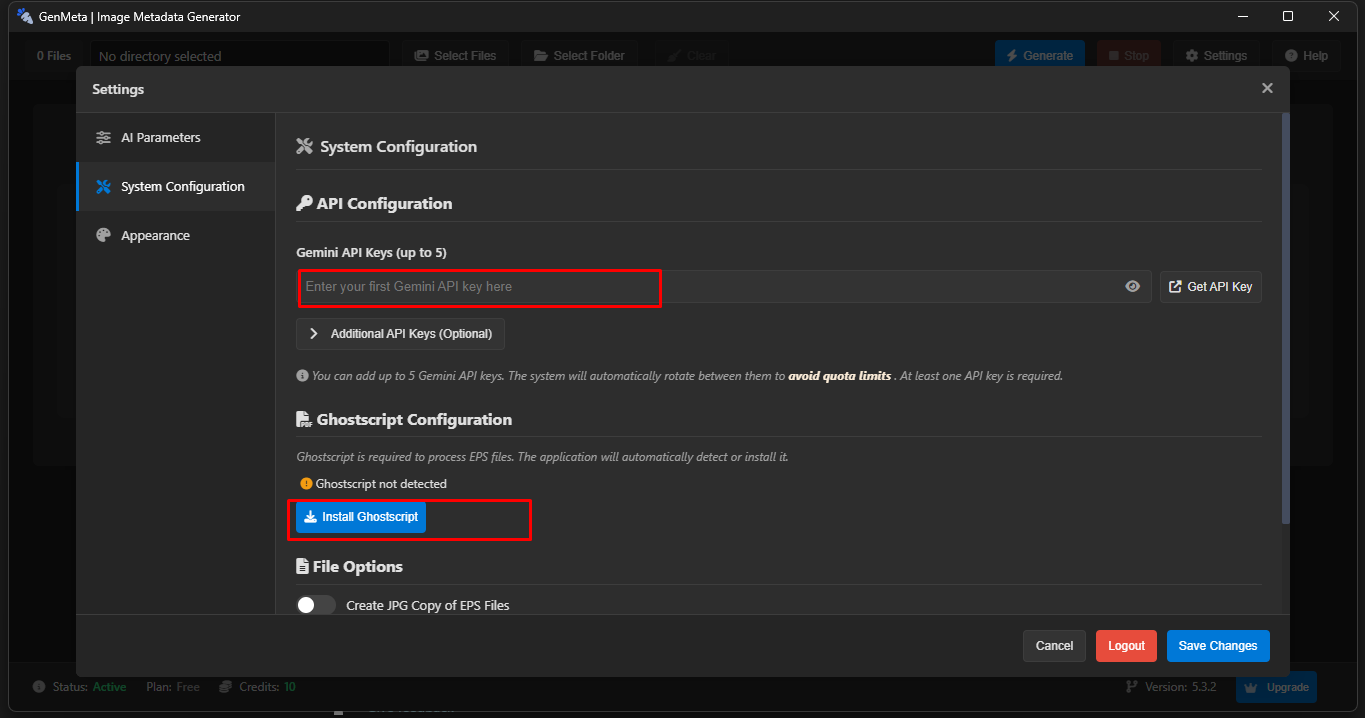 GenMeta | Image Metadata Generator
0 Files No directory selected Select Files Select Folder Clear Generate Stop Settings Help
Settings
AI Parameters
System Configuration
Appearance
System Configuration
API Configuration
Gemini API Keys (up to 5)
Enter your first Gemini API key here
Get API Key
Additional API Keys (Optional)
You can add up to 5 Gemini API keys. The system will automatically rotate between them to avoid quota limits . At least one API key is required.
Ghostscript Configuration
Ghostscript is required to process EPS files. The application will automatically detect or install it.
Ghostscript not detected
Install Ghostscript
File Options
Create JPG Copy of EPS Files
Cancel Logout Save Changes
Status: Active Plan: Free Credits: 10 Version: 5.3.2 Upgrade